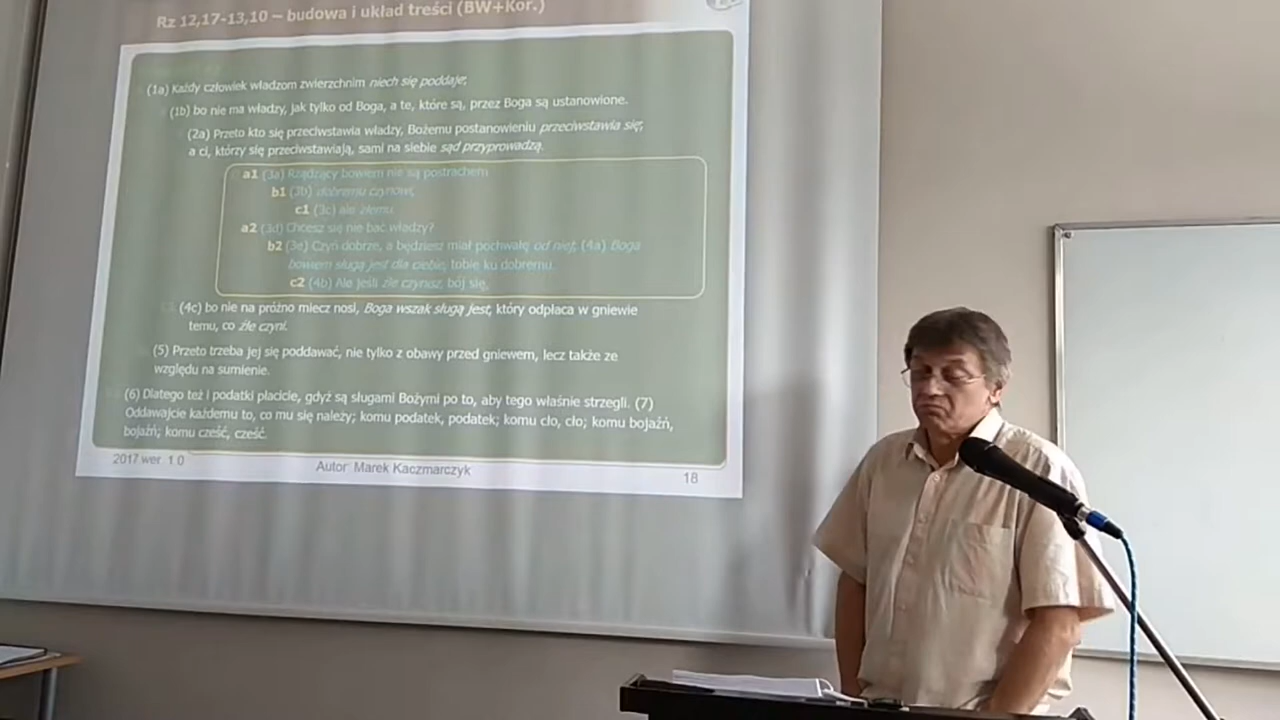 Rz 12,17-13,10 – budowa i układ treści (BW+Kor.)
(1a) Każdy człowiek władzom zwierzchnim niech się poddaje;
(1b) bo nie ma władzy, jak tylko od Boga, a te, które są, przez Boga są ustanowione.
(2a) Przeto kto się przeciwstawia władzy, Bożemu postanowieniu przeciwstawia się;
a ci, którzy się przeciwstawiają, sami na siebie sąd przyprowadzą.
a1 (3a) Rządzący bowiem nie są postrachem
b1 (3b) dobremu czynowi,
c1 (3c) ale złemu.
a2 (3d) Chcesz się nie bać władzy?
b2 (3e) Czyń dobrze, a będziesz miał pochwałę od niej; (4a) Boga
bowiem sługą jest dla ciebie, tobie ku dobremu.
c2 (4b) Ale jeśli źle czynisz, bój się,
(4c) bo nie na próżno miecz nosi, Boga wszak sługą jest, który odpłaca w gniewie
temu, co źle czyni.
(5) Przeto trzeba jej się poddawać, nie tylko z obawy przed gniewem, lecz także ze
względu na sumienie.
(6) Dlatego też i podatki płacicie, gdyż są sługami Bożymi po to, aby tego właśnie strzegli. (7)
Oddawajcie każdemu to, co mu się należy; komu podatek, podatek; komu cło, cło; komu bojaźń,
bojaźń; komu cześć, cześć.
2017 wer. 1.0
Autor: Marek Kaczmarczyk
18